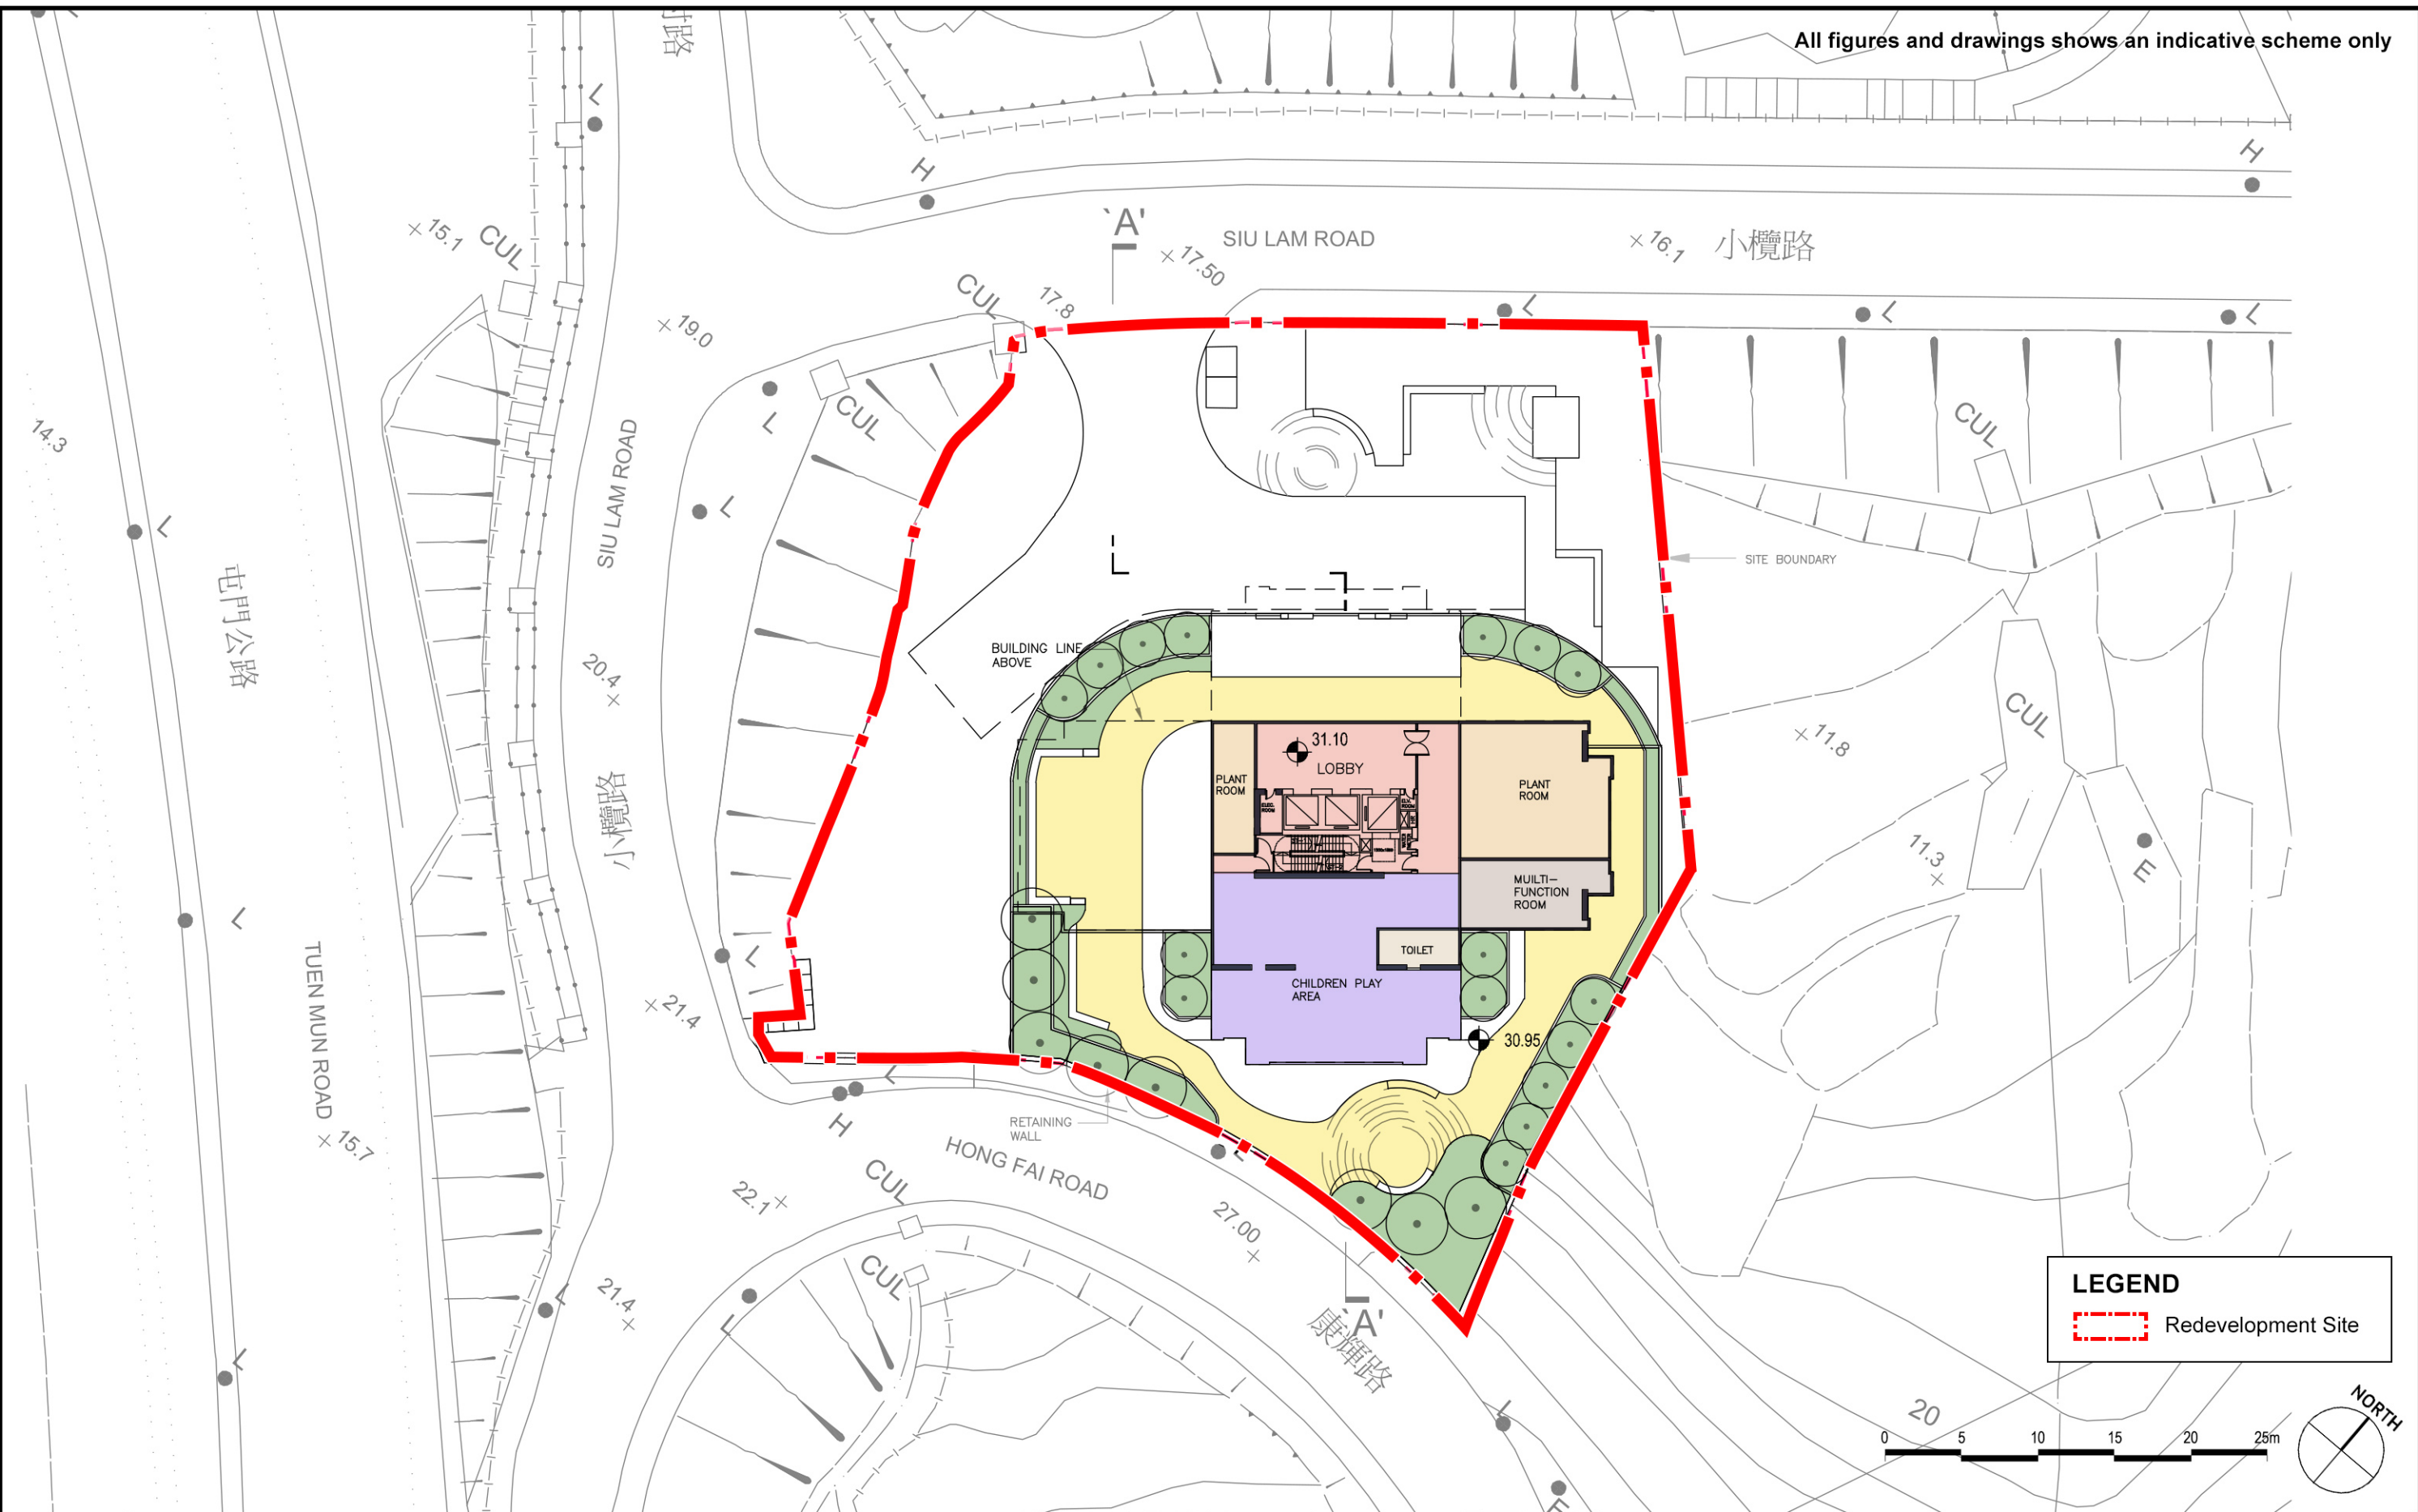 All figures and drawings shows an indicative scheme only
L
H
H
`A'
15.1
CUL
17.50
SIU LAM ROAD
16.1
小欖路
CUL
17.8
L
L
L
19.0
CUL
L
14.3
SIU LAM ROAD
L
CUL
L
SITE BOUNDARY
屯門公路
BUILDING LINE
ABOVE
20.4
CUL
11.8
31.10
LOBBY
PLANT
ROOM
ELEC.
ROOM
PLANT
ROOM
小欖路
11.3
E
MUILTI-
FUNCTION
ROOM
L
TUEN MUN ROAD
L
TOILET
CHILDREN PLAY
AREA
21.4
30.95
L
H
RETAINING
WALL
15.7
HONG FAI ROAD
CUL
22.1
27.00
L
CUL
21.4
L
L
`A'
康輝路
LEGEND
Redevelopment Site
L
L
20
NORTH
0 5 10 15 20 25m
E